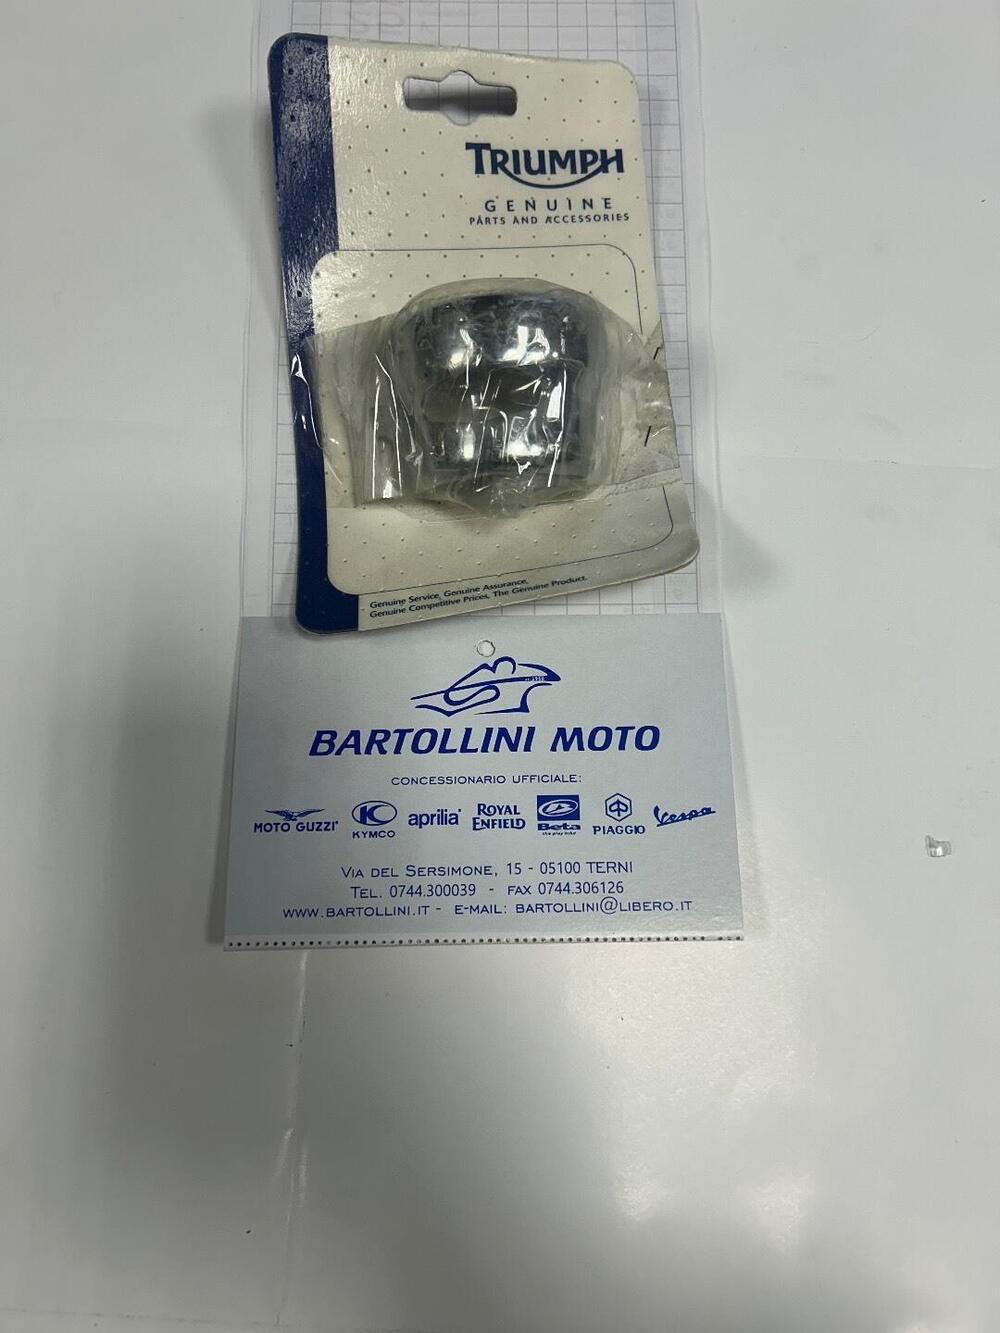 TRIUMPH
GENUINE
PARTS AND ACCESSORIES
Genuine Service, Genuine Assurance,
Genuine Competitive Prices, The Genuine Product.
BARTOLLINI MOTO
CONCESSIONARIO UFFICIALE:
MOTO GUZZI KYMCO aprilia ROYAL ENFIELD Beta PIAGGIO Vespa
VIA DEL SERSIMONE, 15 - 05100 TERNI
TEL. 0744.300039 - FAX 0744.306126
WWW.BARTOLLINI.IT - E-MAIL: BARTOLLINI@LIBERO.IT